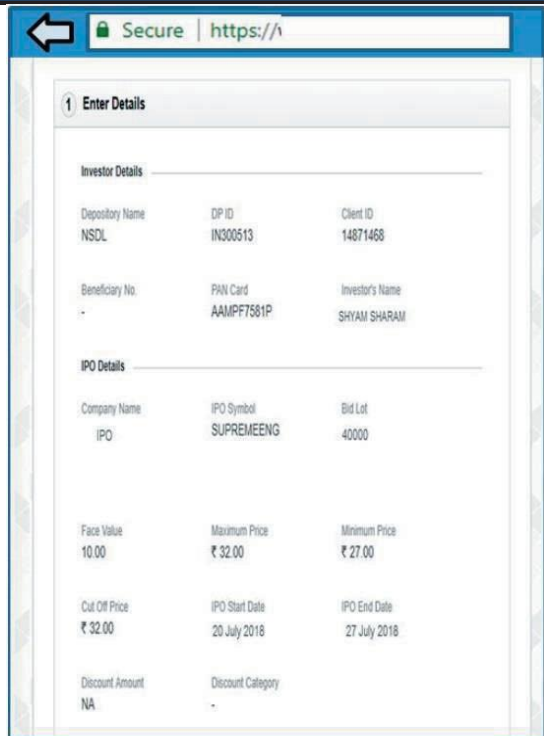 Secure | https://
1 Enter Details
Investor Details
Depository Name DP ID Client ID
NSDL IN300513 14871468
Beneficiary No. PAN Card Investor's Name
- AAMPF7581P SHYAM SHARAM
IPO Details
Company Name IPO Symbol Bid Lot
IPO SUPREMEENG 40000
Face Value Maximum Price Minimum Price
10.00 ₹ 32.00 ₹ 27.00
Cut Off Price IPO Start Date IPO End Date
₹ 32.00 20 July 2018 27 July 2018
Discount Amount Discount Category
NA -